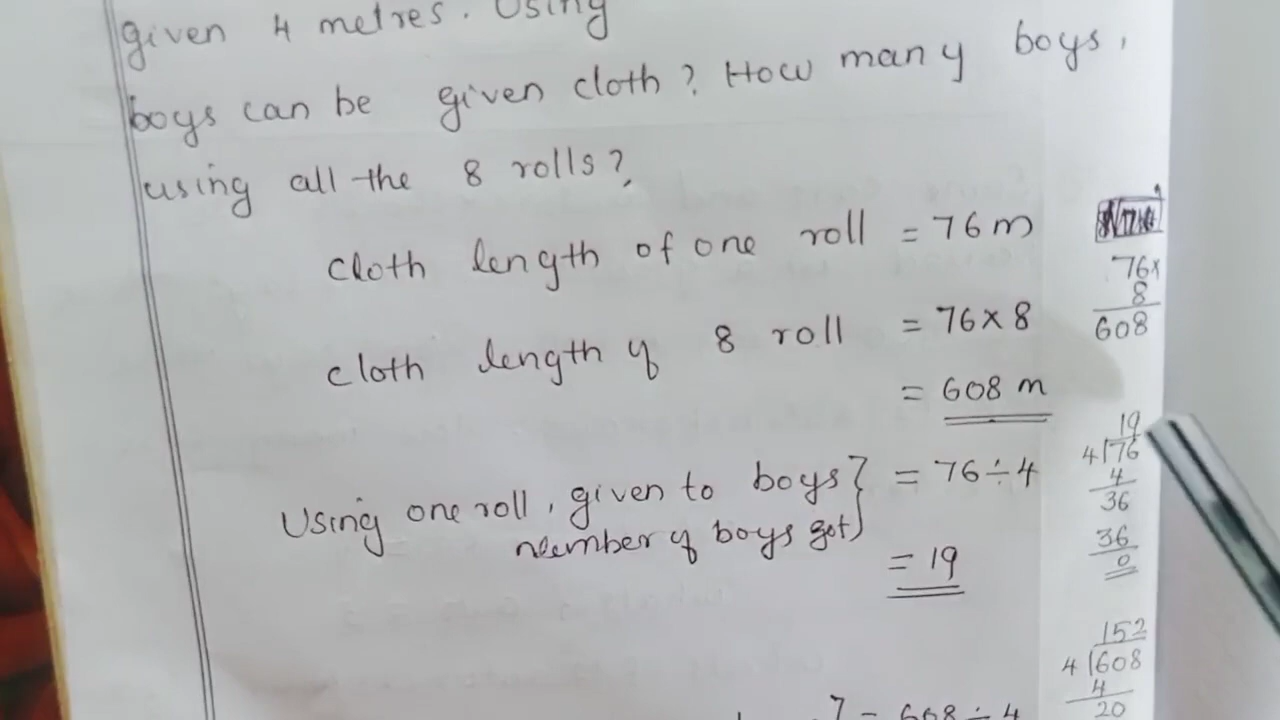 given 4 metres. Using
boys can be given cloth? How many boys,
using all the 8 rolls?
cloth length of one roll = 76 m
cloth length of 8 roll = 76 × 8
= 608 m
Using one roll, given to boys} = 76 ÷ 4
number of boys got
= 19
= 608 ÷ 4
76×
8
608
19
4)76
4
36
36
0
152
4)608
4
20